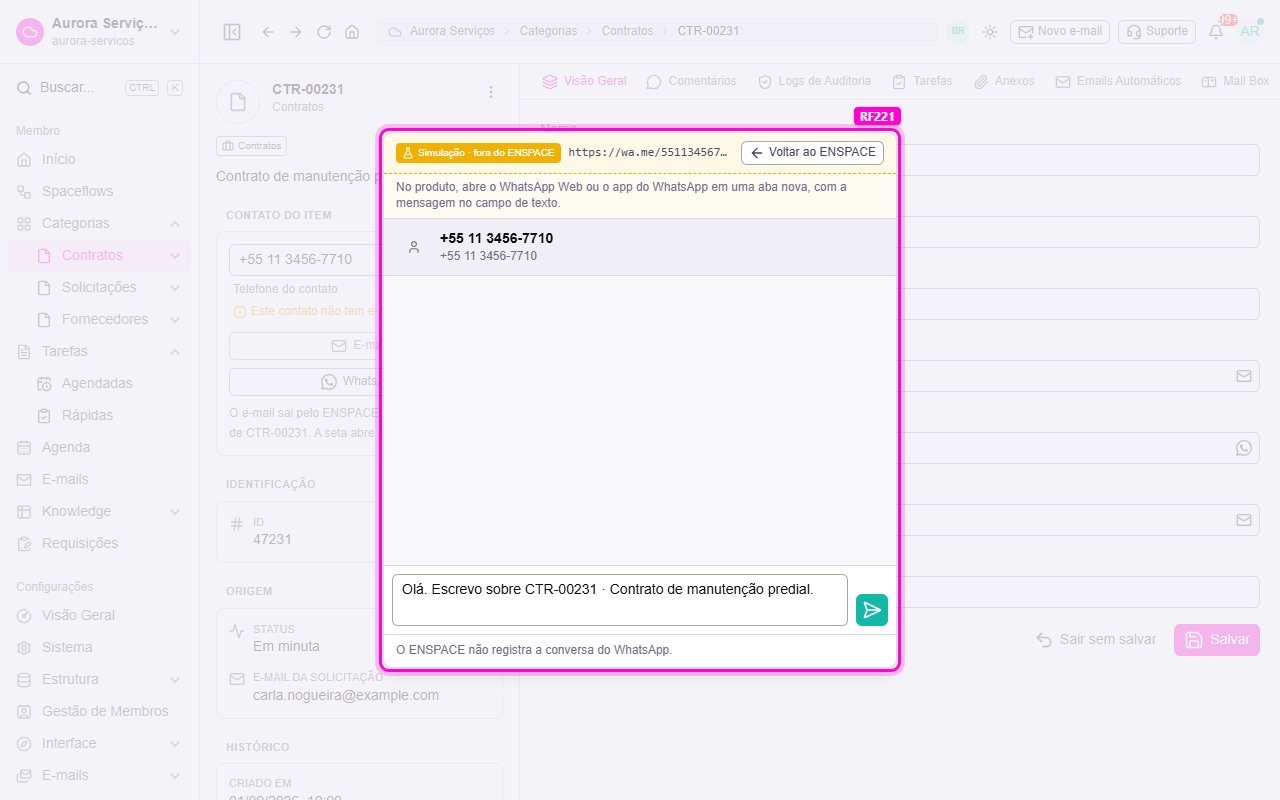 Aurora Serviç...
aurora-servicos
Aurora Serviços
Categorias
Contratos
CTR-00231
BR
Novo e-mail
Suporte
99+
AR
Buscar...
CTRL
K
Membro
Início
Spaceflows
Categorias
Contratos
Solicitações
Fornecedores
Tarefas
Agendadas
Rápidas
Agenda
E-mails
Knowledge
Requisições
Configurações
Visão Geral
Sistema
Estrutura
Gestão de Membros
Interface
E-mails
CTR-00231
Contratos
Contratos
Contrato de manutenção
CONTATO DO ITEM
+55 11 3456-7710
Telefone do contato
Este contato não tem e-
E-ma
Whats
O e-mail sai pelo ENSPACE
de CTR-00231. A seta abre
IDENTIFICAÇÃO
ID
47231
ORIGEM
STATUS
Em minuta
E-MAIL DA SOLICITAÇÃO
carla.nogueira@example.com
HISTÓRICO
CRIADO EM
Visão Geral
Comentários
Logs de Auditoria
Tarefas
Anexos
Emails Automáticos
Mail Box
Nome
RF221
Simulação · fora do ENSPACE
https://wa.me/551134567…
Voltar ao ENSPACE
No produto, abre o WhatsApp Web ou o app do WhatsApp em uma aba nova, com a
mensagem no campo de texto.
+55 11 3456-7710
+55 11 3456-7710
Olá. Escrevo sobre CTR-00231 · Contrato de manutenção predial.
O ENSPACE não registra a conversa do WhatsApp.
Sair sem salvar
Salvar